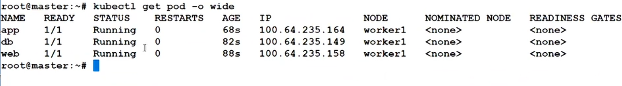 root@master:~# kubectl get pod -o wide
NAME READY STATUS RESTARTS AGE IP NODE NOMINATED NODE READINESS GATES
app 1/1 Running 0 68s 100.64.235.164 worker1 <none> <none>
db 1/1 Running 0 82s 100.64.235.149 worker1 <none> <none>
web 1/1 Running 0 88s 100.64.235.158 worker1 <none> <none>
root@master:~#